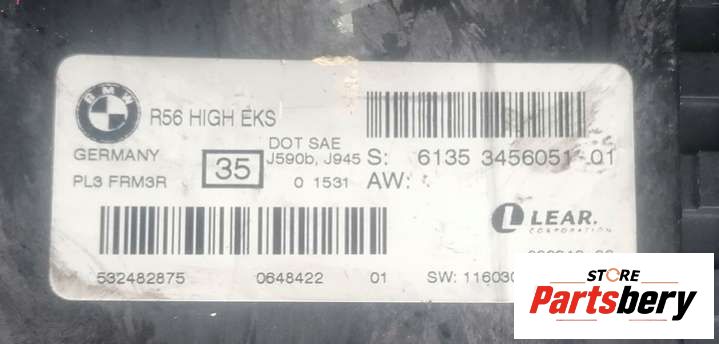 BMW
R56 HIGH EKS
GERMANY
PL3 FRM3R
35
DOT SAE
J590b, J945
0 1531
S: 6135 3456051-01
AW:
LEAR.
CORPORATION
532482875 0648422 01 SW:
STORE
Partsbery